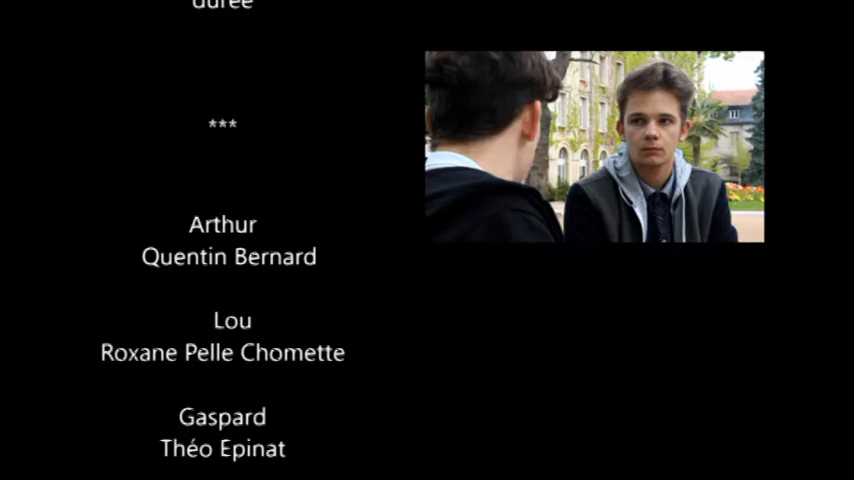 durée
***
Arthur
Quentin Bernard
Lou
Roxane Pelle Chomette
Gaspard
Théo Epinat